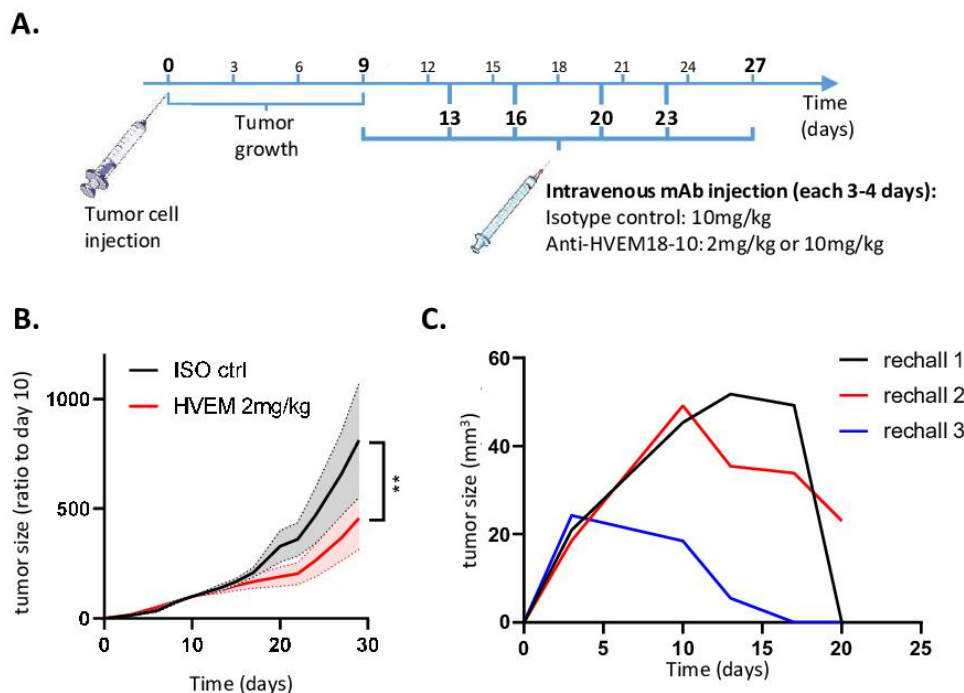 A.
0 3 6 9 12 15 18 21 24 27
13 16 20 23
Time
(days)
Tumor
growth
Tumor cell
injection
Intravenous mAb injection (each 3-4 days):
Isotype control: 10mg/kg
Anti-HVEM18-10: 2mg/kg or 10mg/kg
B.
tumor size (ratio to day 10)
1000
500
0
ISO ctrl
HVEM 2mg/kg
**
0 10 20 30
Time (days)
C.
tumor size (mm³)
60
40
20
0
rechall 1
rechall 2
rechall 3
0 5 10 15 20 25
Time (days)